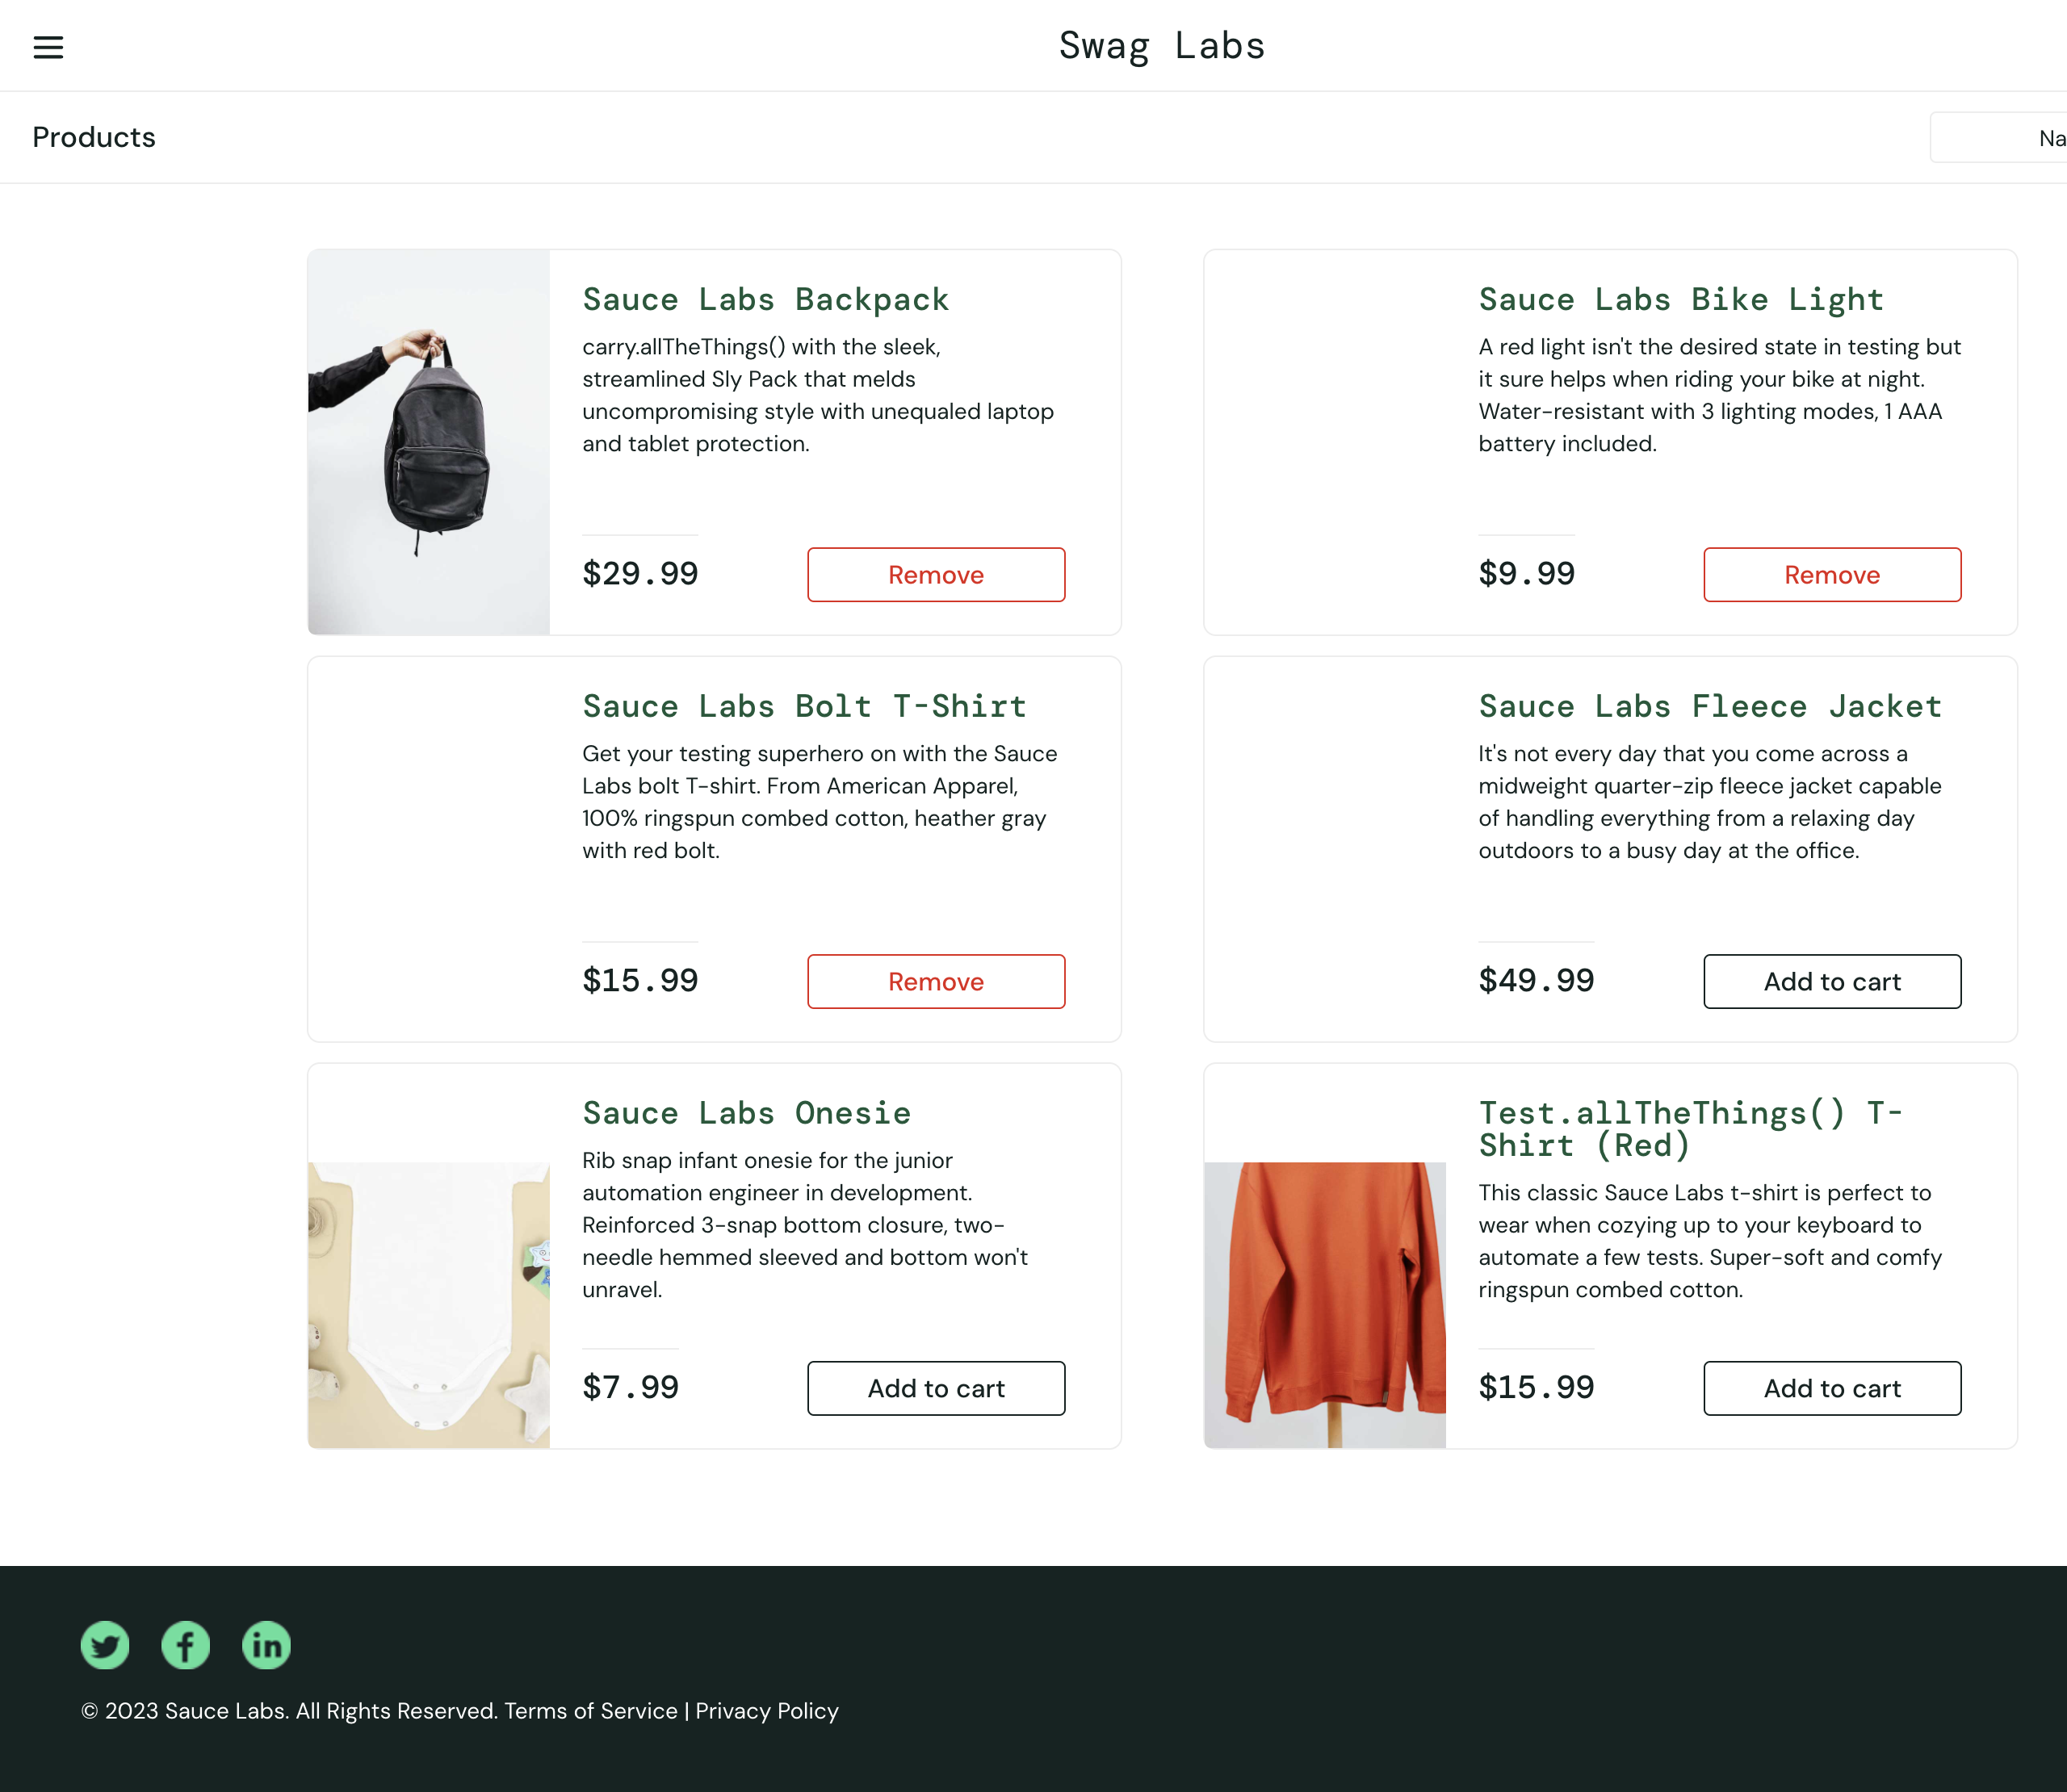 Swag Labs
Products
Na
Sauce Labs Backpack
carry.allTheThings() with the sleek,
streamlined Sly Pack that melds
uncompromising style with unequaled laptop
and tablet protection.
$29.99
Remove
Sauce Labs Bike Light
A red light isn't the desired state in testing but
it sure helps when riding your bike at night.
Water-resistant with 3 lighting modes, 1 AAA
battery included.
$9.99
Remove
Sauce Labs Bolt T-Shirt
Get your testing superhero on with the Sauce
Labs bolt T-shirt. From American Apparel,
100% ringspun combed cotton, heather gray
with red bolt.
$15.99
Remove
Sauce Labs Fleece Jacket
It's not every day that you come across a
midweight quarter-zip fleece jacket capable
of handling everything from a relaxing day
outdoors to a busy day at the office.
$49.99
Add to cart
Sauce Labs Onesie
Rib snap infant onesie for the junior
automation engineer in development.
Reinforced 3-snap bottom closure, two-
needle hemmed sleeved and bottom won't
unravel.
$7.99
Add to cart
Test.allTheThings() T-
Shirt (Red)
This classic Sauce Labs t-shirt is perfect to
wear when cozying up to your keyboard to
automate a few tests. Super-soft and comfy
ringspun combed cotton.
$15.99
Add to cart
© 2023 Sauce Labs. All Rights Reserved. Terms of Service | Privacy Policy